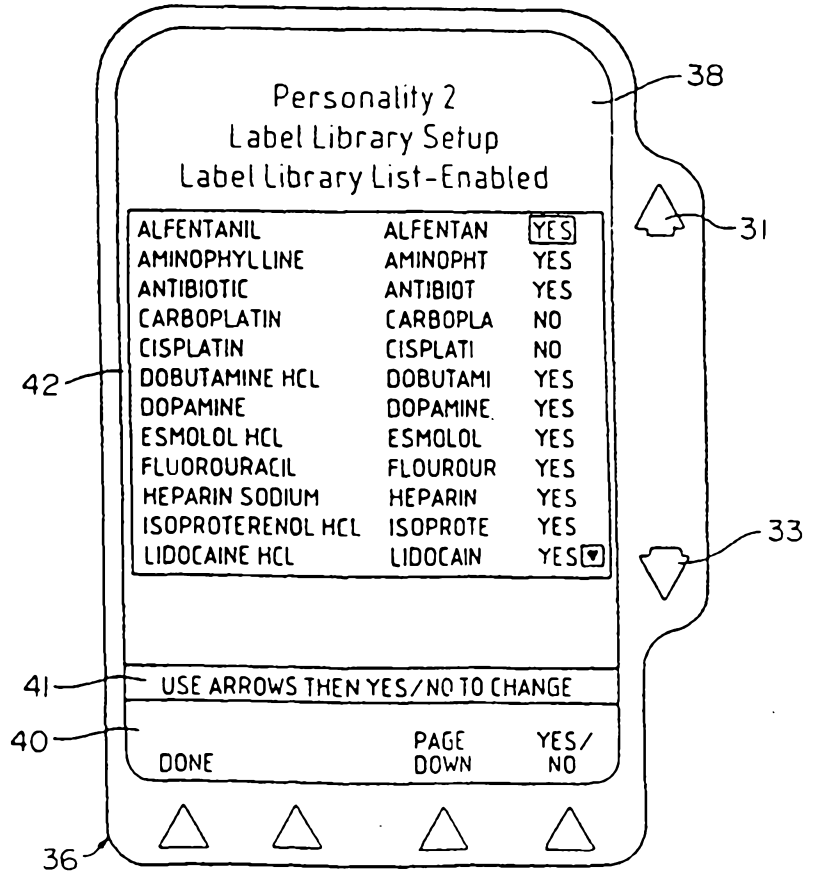 38
Personality 2
Label Library Setup
Label Library List-Enabled
31
ALFENTANIL ALFENTAN YES
AMINOPHYLLINE AMINOPHT YES
ANTIBIOTIC ANTIBIOT YES
CARBOPLATIN CARBOPLA NO
CISPLATIN CISPLATI NO
42
DOBUTAMINE HCL DOBUTAMI YES
DOPAMINE DOPAMINE YES
ESMOLOL HCL ESMOLOL YES
FLUOROURACIL FLOUROUR YES
HEPARIN SODIUM HEPARIN YES
ISOPROTERENOL HCL ISOPROTE YES
33
LIDOCAINE HCL LIDOCAIN YES
41
USE ARROWS THEN YES/NO TO CHANGE
40
DONE
PAGE
DOWN
YES/
NO
36